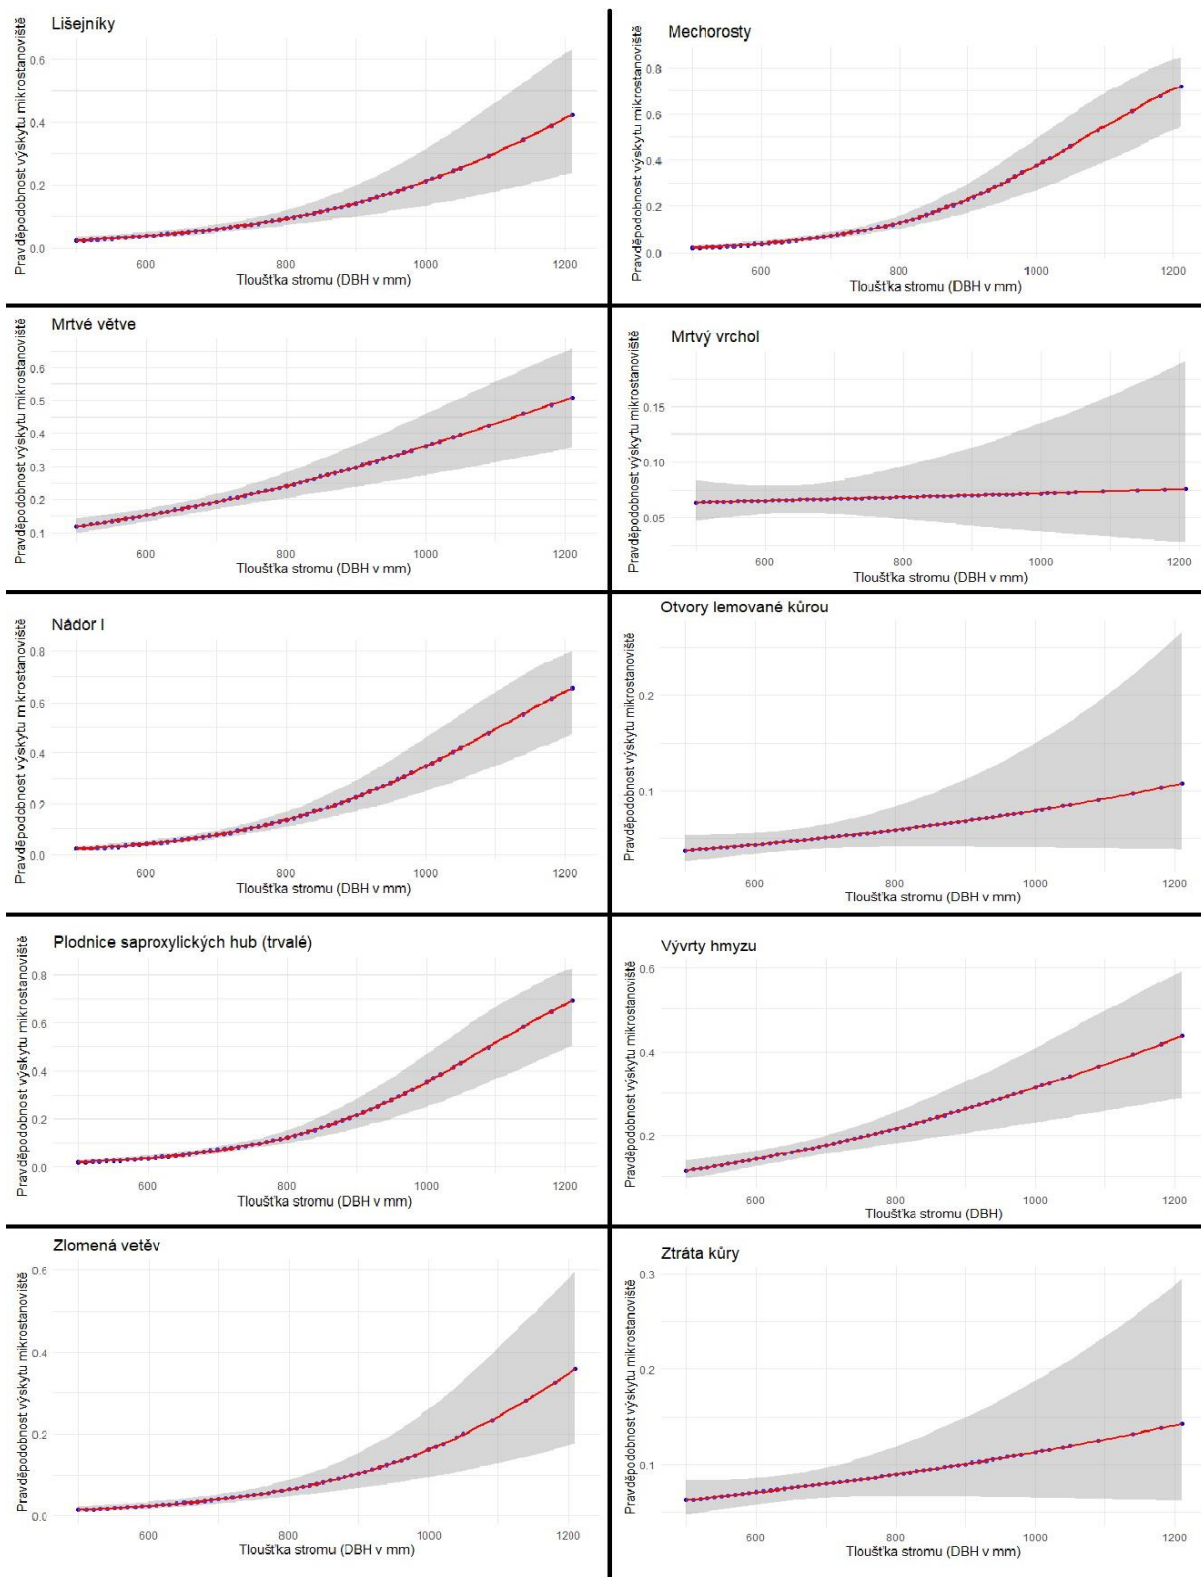 Lišejníky
Pravděpodobnost výskytu mikrostanoviště
0.6
0.4
0.2
0.0
600
800
1000
1200
Tloušťka stromu (DBH v mm)
Mechorosty
Pravděpodobnost výskytu mikrostanoviště
0.8
0.6
0.4
0.2
0.0
600
800
1000
1200
Tloušťka stromu (DBH v mm)
Mrtvé větve
Pravděpodobnost výskytu mikrostanoviště
0.6
0.5
0.4
0.3
0.2
0.1
600
800
1000
1200
Tloušťka stromu (DBH v mm)
Mrtvý vrchol
Pravděpodobnost výskytu mikrostanoviště
0.15
0.10
0.05
600
800
1000
1200
Tloušťka stromu (DBH v mm)
Nádor I
Pravděpodobnost výskytu mikrostanoviště
0.8
0.6
0.4
0.2
0.0
600
800
1000
1200
Tloušťka stromu (DBH v mm)
Otvory lemované kůrou
Pravděpodobnost výskytu mikrostanoviště
0.2
0.1
600
800
1000
1200
Tloušťka stromu (DBH v mm)
Plodnice saproxylických hub (trvalé)
Pravděpodobnost výskytu mikrostanoviště
0.8
0.6
0.4
0.2
0.0
600
800
1000
1200
Tloušťka stromu (DBH v mm)
Vývrty hmyzu
Pravděpodobnost výskytu mikrostanoviště
0.6
0.4
0.2
600
800
1000
1200
Tloušťka stromu (DBH)
Zlomená vetěv
Pravděpodobnost výskytu mikrostanoviště
0.6
0.4
0.2
0.0
600
800
1000
1200
Tloušťka stromu (DBH v mm)
Ztráta kůry
Pravděpodobnost výskytu mikrostanoviště
0.3
0.2
0.1
600
800
1000
1200
Tloušťka stromu (DBH v mm)